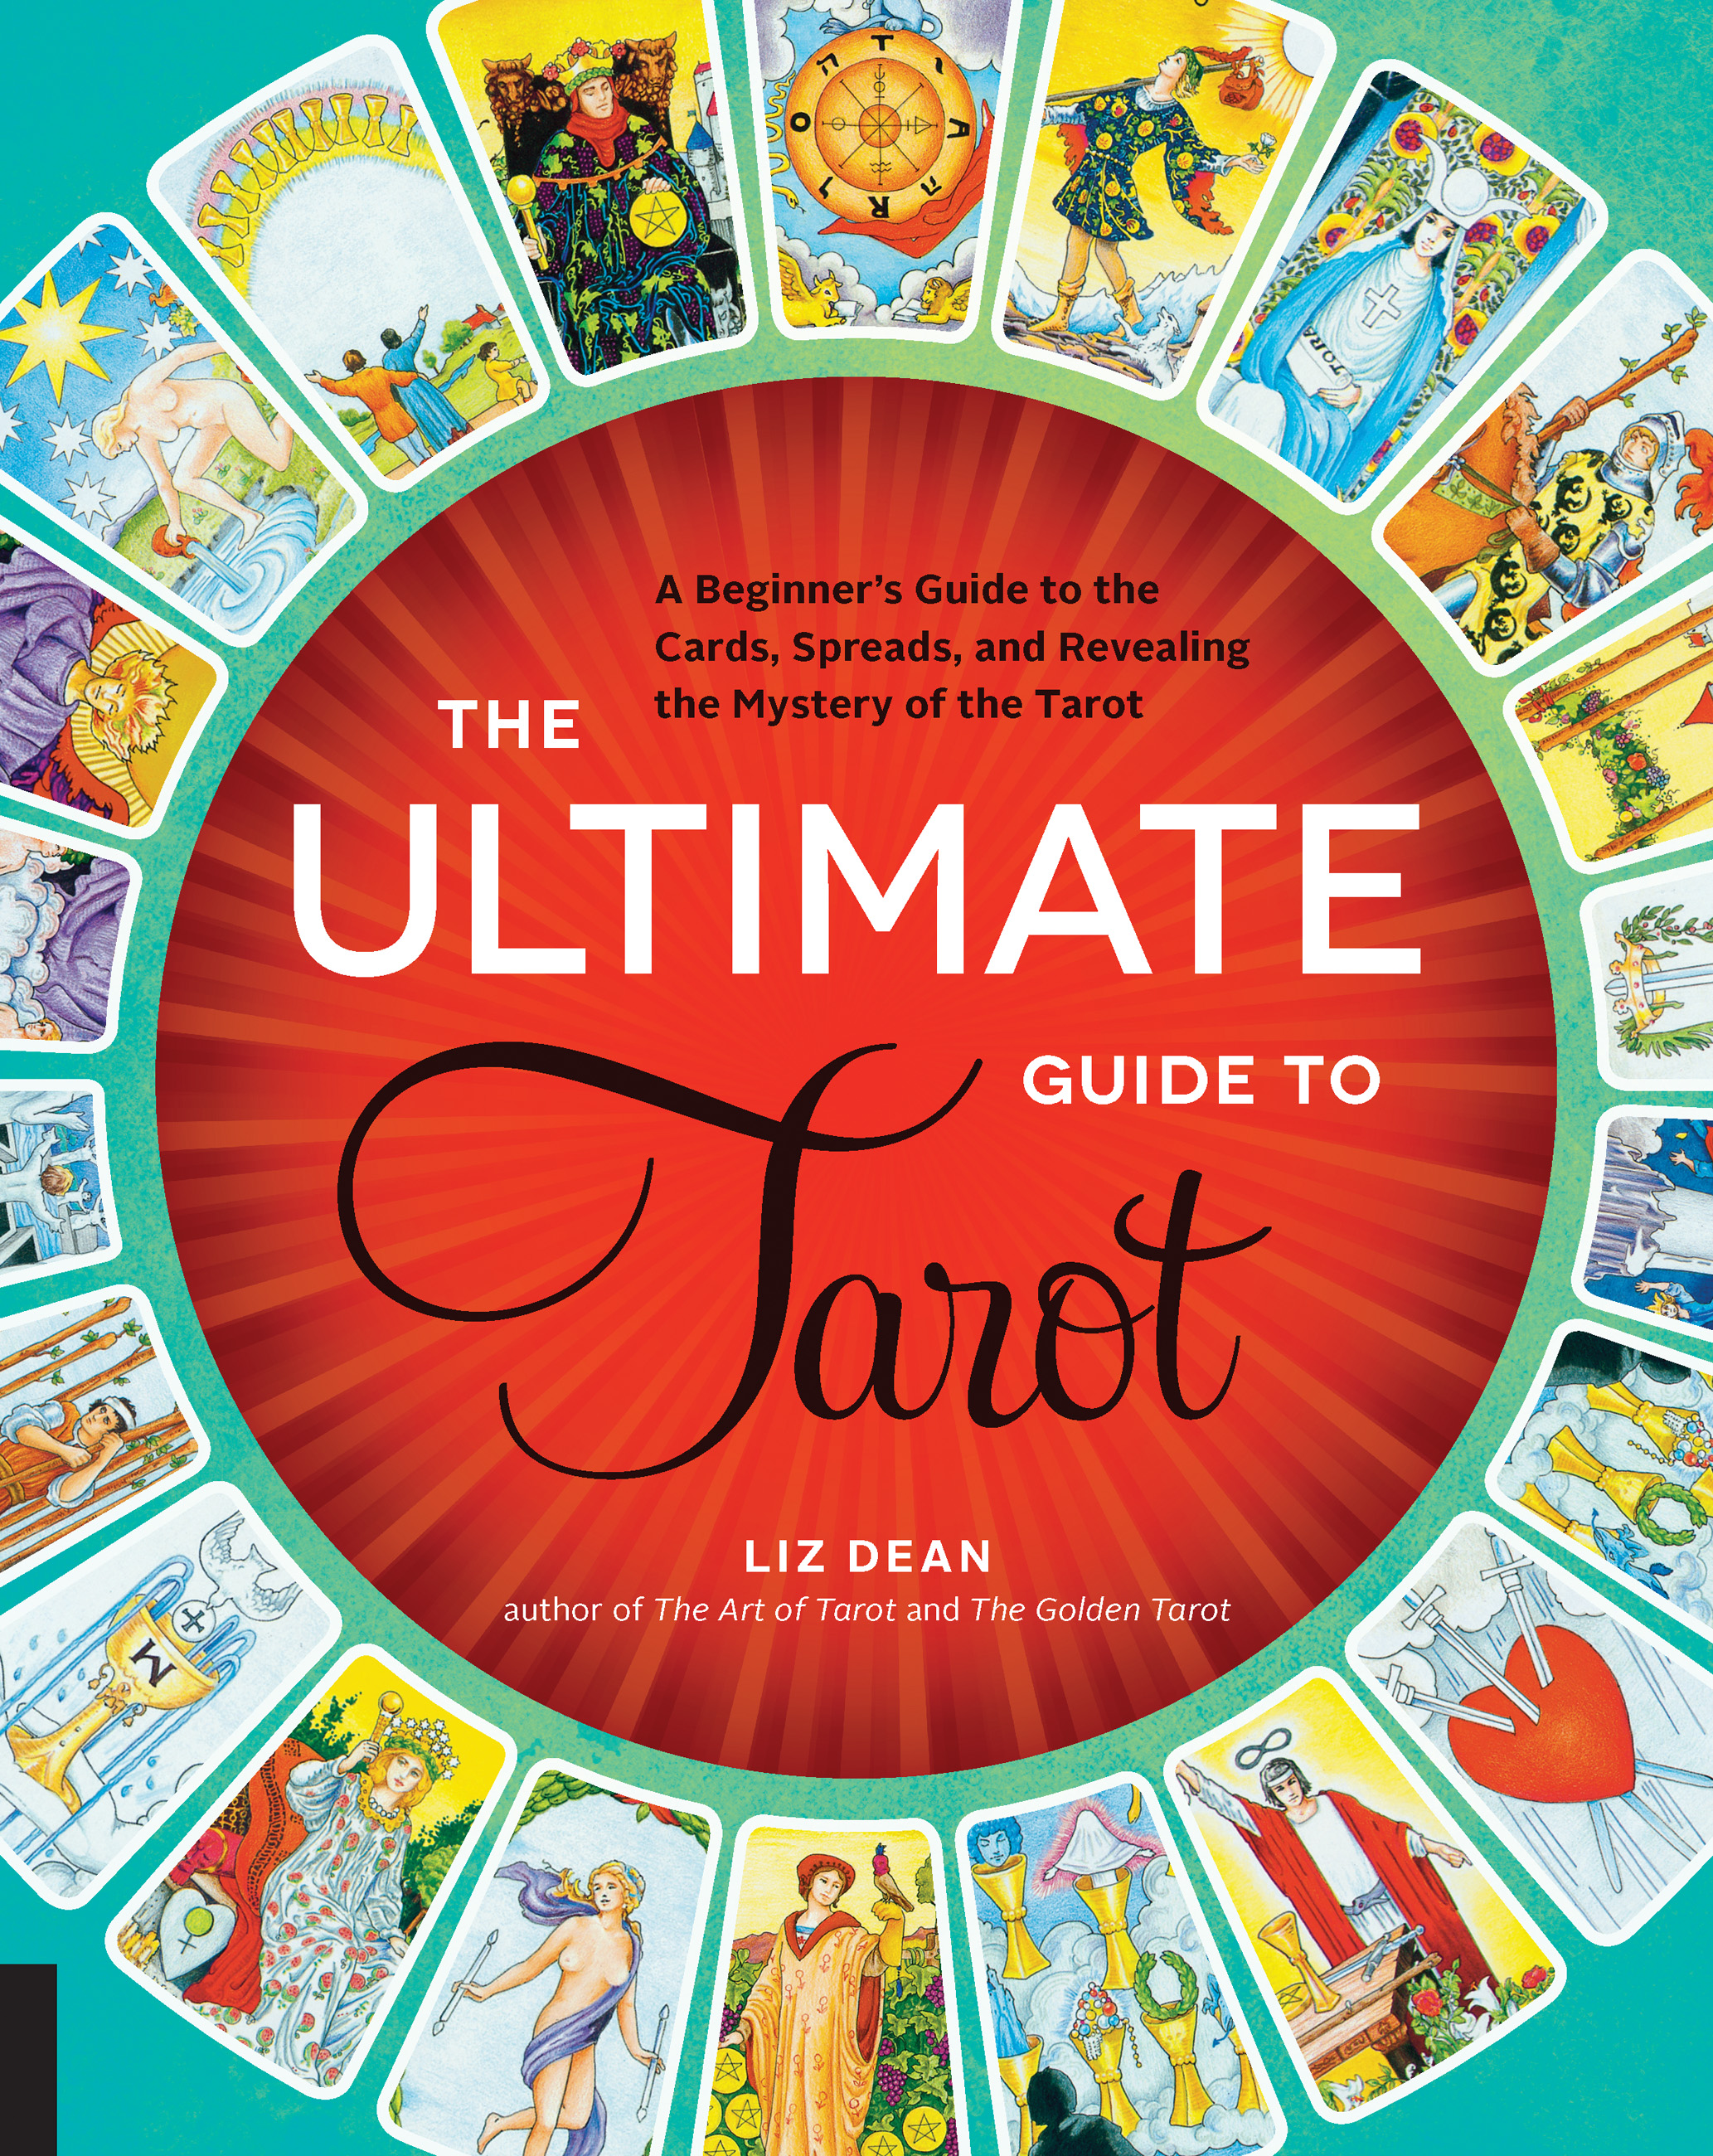 A Beginner’s Guide to the
Cards, Spreads, and Revealing
the Mystery of the Tarot
THE
ULTIMATE
GUIDE TO
Tarot
LIZ DEAN
author of The Art of Tarot and The Golden Tarot
T
A
R
O
TORA
M